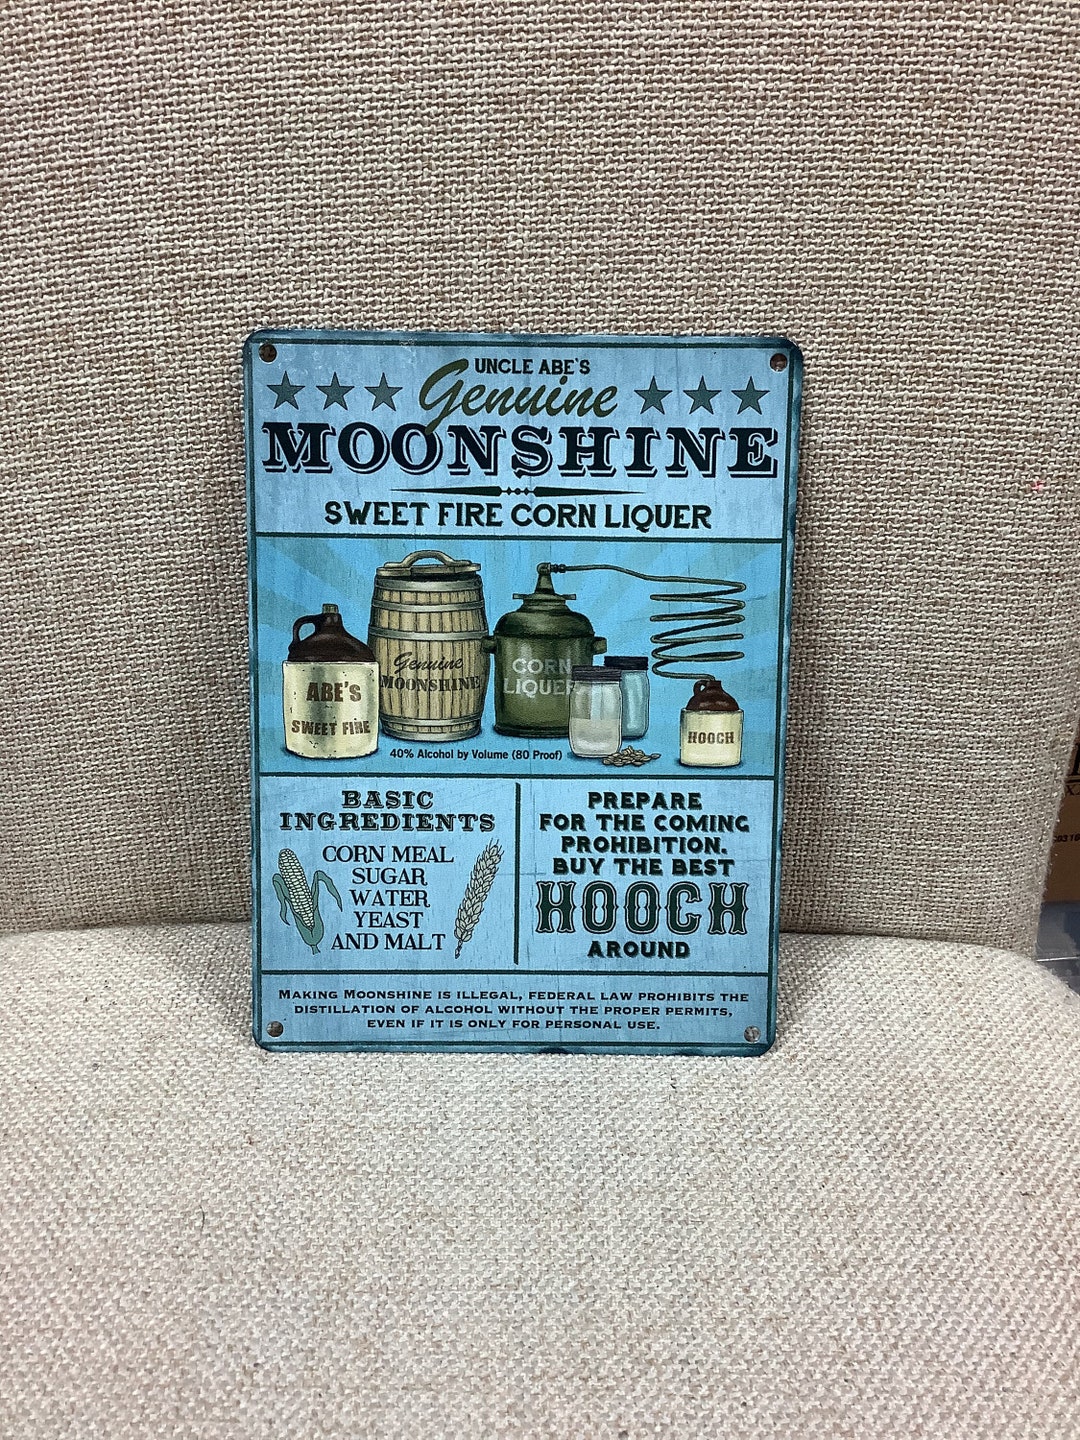 UNCLE ABE'S
Genuine
MOONSHINE
SWEET FIRE CORN LIQUER
Genuine
MOONSHINE
CORN
LIQUER
ABE'S
SWEET FIRE
HOOCH
40% Alcohol by Volume (80 Proof)
BASIC
INGREDIENTS
CORN MEAL
SUGAR
WATER
YEAST
AND MALT
PREPARE
FOR THE COMING
PROHIBITION.
BUY THE BEST
HOOCH
AROUND
MAKING MOONSHINE IS ILLEGAL, FEDERAL LAW PROHIBITS THE
DISTILLATION OF ALCOHOL WITHOUT THE PROPER PERMITS,
EVEN IF IT IS ONLY FOR PERSONAL USE.